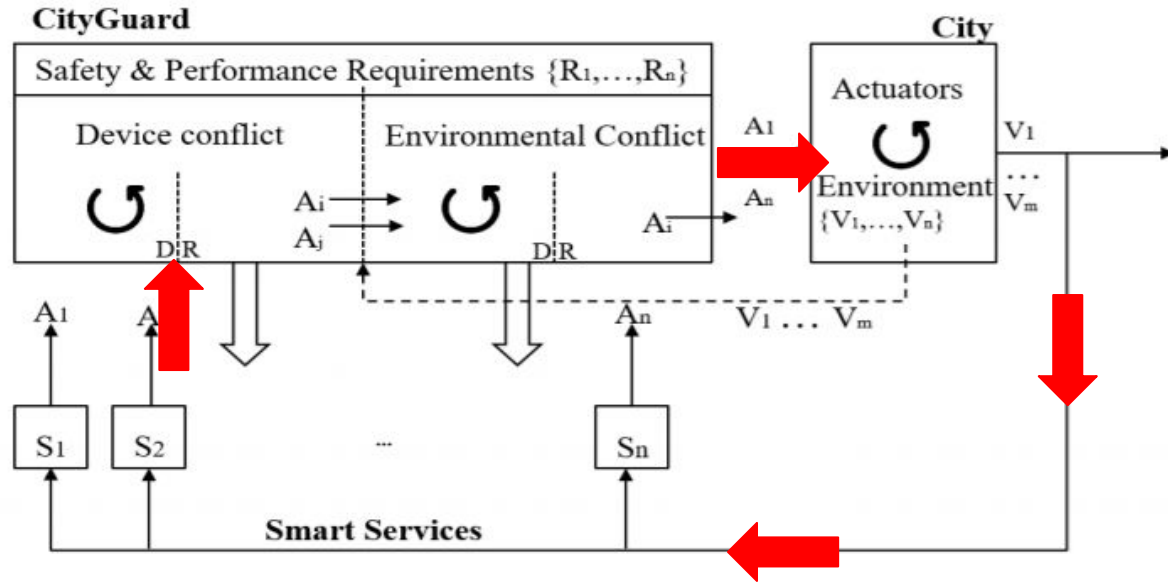 CityGuard
City
Safety & Performance Requirements {R1,...,Rn}
Device conflict
Environmental Conflict
Ai
Aj
D R
Ai
D R
A1
An
Actuators
Environment
{V1,...,Vn}
V1
...
Vm
V1 ... Vm
A1
A
An
S1
S2
...
Sn
Smart Services